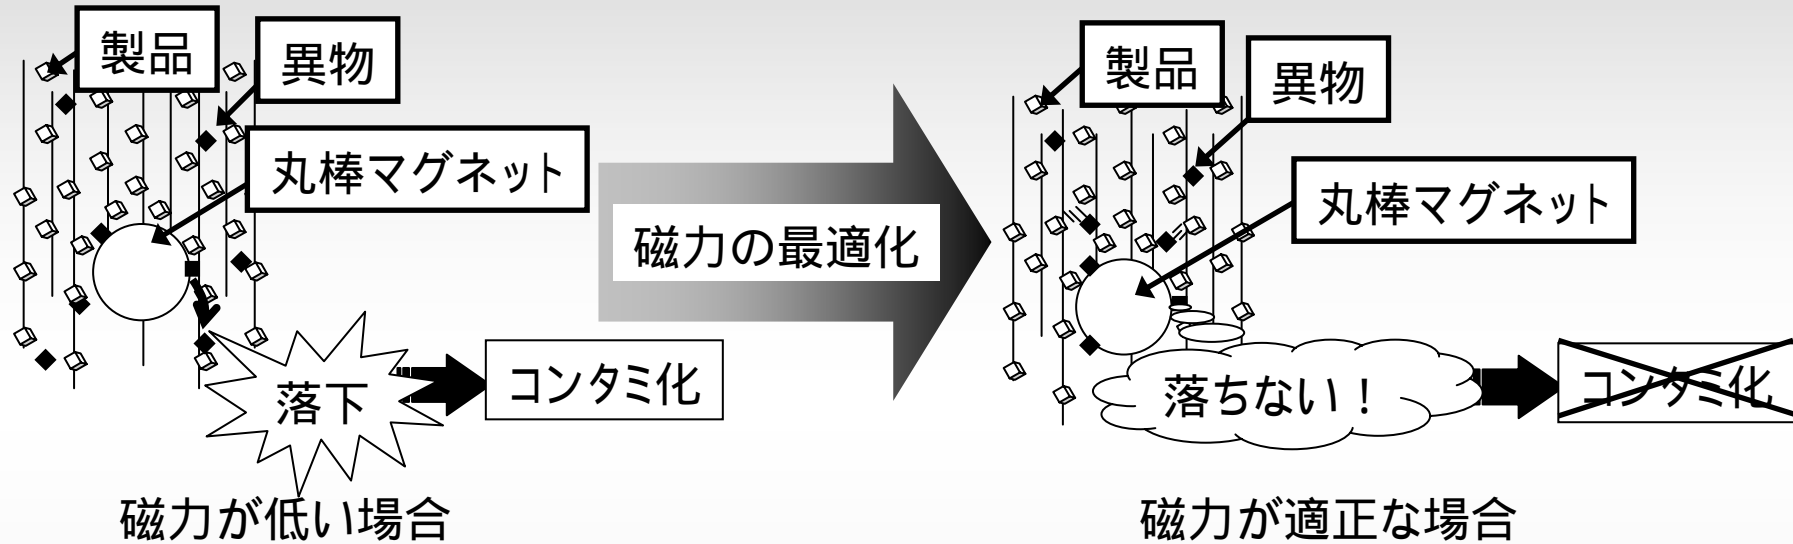 製品
異物
丸棒マグネット
落下
コンタミ化
磁力が低い場合
磁力の最適化
製品
異物
丸棒マグネット
落ちない！
コンタミ化
磁力が適正な場合